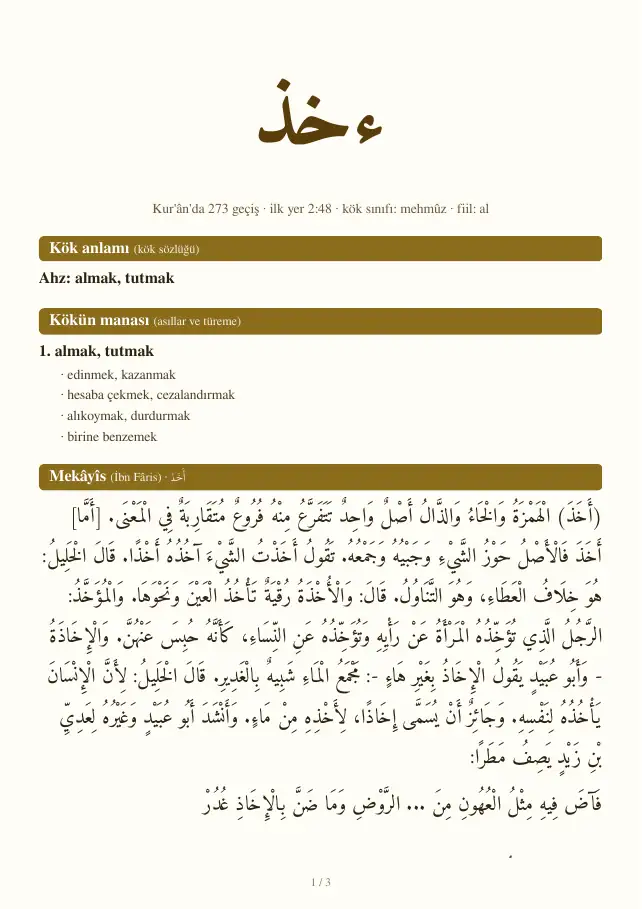 ءخذ
Kur'ân'da 273 geçiş · ilk yer 2:48 · kök sınıfı: mehmûz · fiil: al
Kök anlamı (kök sözlüğü)
Ahz: almak, tutmak
Kökün manası (asıllar ve türeme)
1. almak, tutmak
· edinmek, kazanmak
· hesaba çekmek, cezalandırmak
· alıkoymak, durdurmak
· birine benzemek
Mekâyîs (İbn Fâris) · أَخَذَ
(أَخَذَ) الْهَمْزَةُ وَالْخَاءُ وَالذَّالُ أَصْلٌ وَاحِدٌ تَتَفَرَّعُ مِنْهُ فُرُوعٌ مُتَقَارِبَةٌ فِي الْمَعْنَى. [أَمَّا]
أَخَذَ فَالْأَصْلُ حَوْزُ الشَّيْءِ وَجَبْيُهُ وَجَمْعُهُ. تَقُولُ أَخَذْتُ الشَّيْءَ آخُذُهُ أَخْذًا. قَالَ الْخَلِيلُ:
هُوَ خِلَافُ الْعَطَاءِ، وَهُوَ التَّنَاوُلُ. قَالَ: وَالْأُخْذَةُ رُقْيَةٌ تَأْخُذُ الْعَيْنَ وَنَحْوَهَا. وَالْمُؤَخَّذُ:
الرَّجُلُ الَّذِي تُؤَخِّذُهُ الْمَرْأَةُ عَنْ رَأْيِهِ وَتُؤَخِّذُهُ عَنِ النِّسَاءِ، كَأَنَّهُ حُبِسَ عَنْهُنَّ. وَالْإِخَاذَةُ
- وَأَبُو عُبَيْدٍ يَقُولُ الْإِخَاذُ بِغَيْرِ هَاءٍ -: مَجْمَعُ الْمَاءِ شَبِيهٌ بِالْغَدِيرِ. قَالَ الْخَلِيلُ: لِأَنَّ الْإِنْسَانَ
يَأْخُذُهُ لِنَفْسِهِ. وَجَائِزٌ أَنْ يُسَمَّى إِخَاذًا، لِأَخْذِهِ مِنْ مَاءٍ. وَأَنْشَدَ أَبُو عُبَيْدٍ وَغَيْرُهُ لِعَدِيِّ
بْنِ زَيْدٍ يَصِفُ مَطَرًا:
فَآضَ فِيهِ مِثْلُ الْعُهُونِ مِنَ ... الرَّوْضِ وَمَا ضَنَّ بِالْإِخَاذِ غُدُرْ
1 / 3